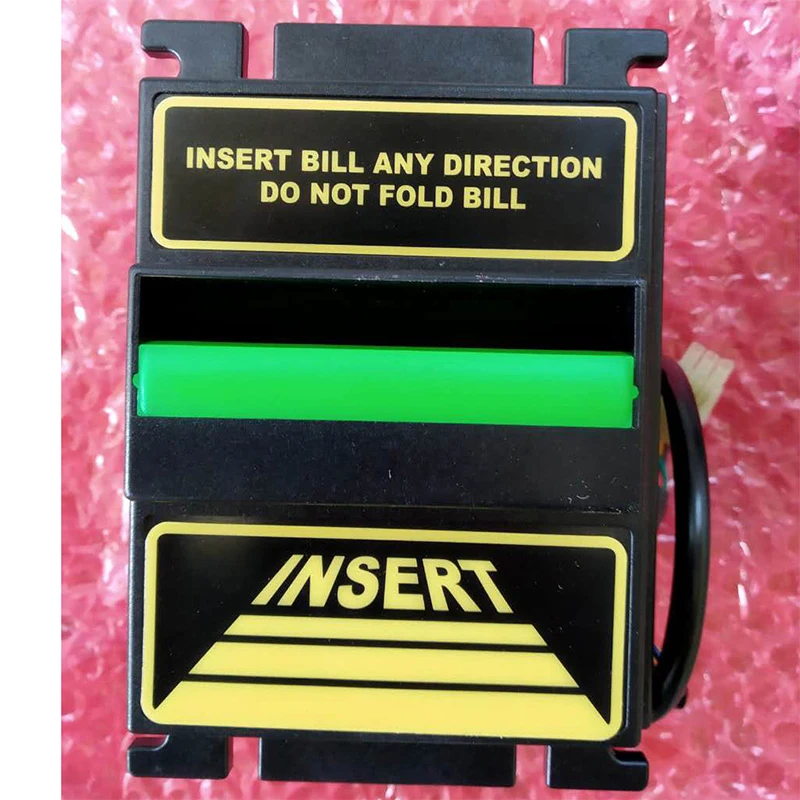 INSERT BILL ANY DIRECTION
DO NOT FOLD BILL
INSERT